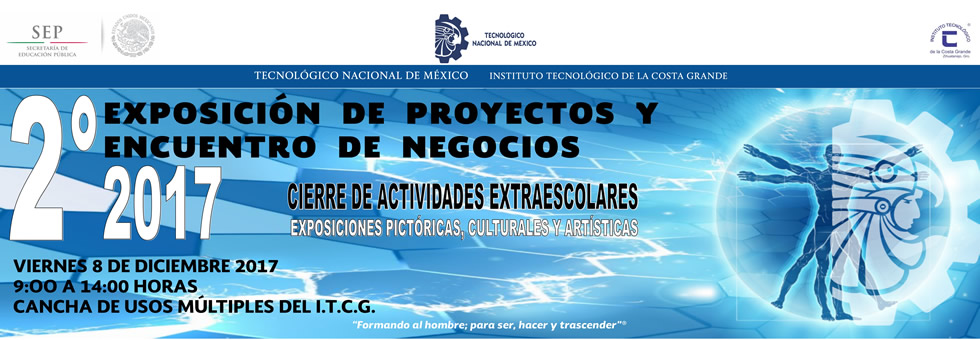 SEP
SECRETARÍA DE
EDUCACIÓN PÚBLICA
TECNOLÓGICO
NACIONAL DE MÉXICO
INSTITUTO TECNOLÓGICO
de la Costa Grande
TECNOLÓGICO NACIONAL DE MÉXICO INSTITUTO TECNOLÓGICO DE LA COSTA GRANDE
2° EXPOSICIÓN DE PROYECTOS Y
ENCUENTRO DE NEGOCIOS
2017
CIERRE DE ACTIVIDADES EXTRAESCOLARES
EXPOSICIONES PICTÓRICAS, CULTURALES Y ARTÍSTICAS
VIERNES 8 DE DICIEMBRE 2017
9:OO A 14:00 HORAS
CANCHA DE USOS MÚLTIPLES DEL I.T.C.G.
"Formando al hombre; para ser, hacer y trascender"®